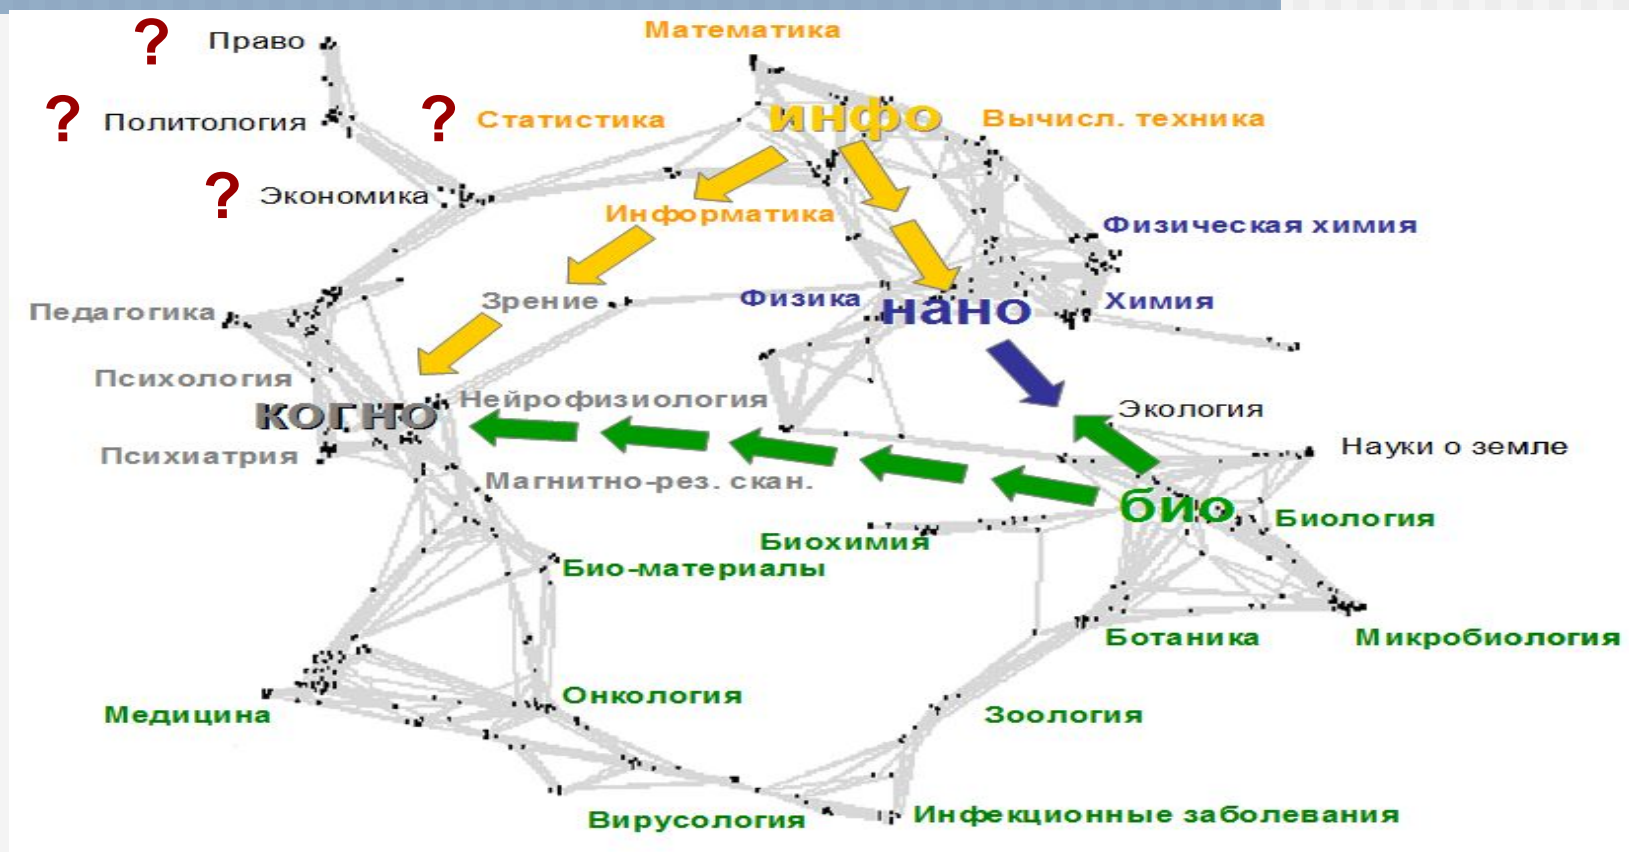 ? Право
Математика
? Политология
? Статистика
инфо
Вычисл. техника
? Экономика
Информатика
Физическая химия
Педагогика
Зрение
Физика
нано
Химия
Психология
когно
Нейрофизиология
Экология
Психиатрия
Магнитно-рез. скан.
Науки о земле
био
Биология
Биохимия
Био-материалы
Ботаника
Микробиология
Медицина
Онкология
Зоология
Вирусология
Инфекционные заболевания